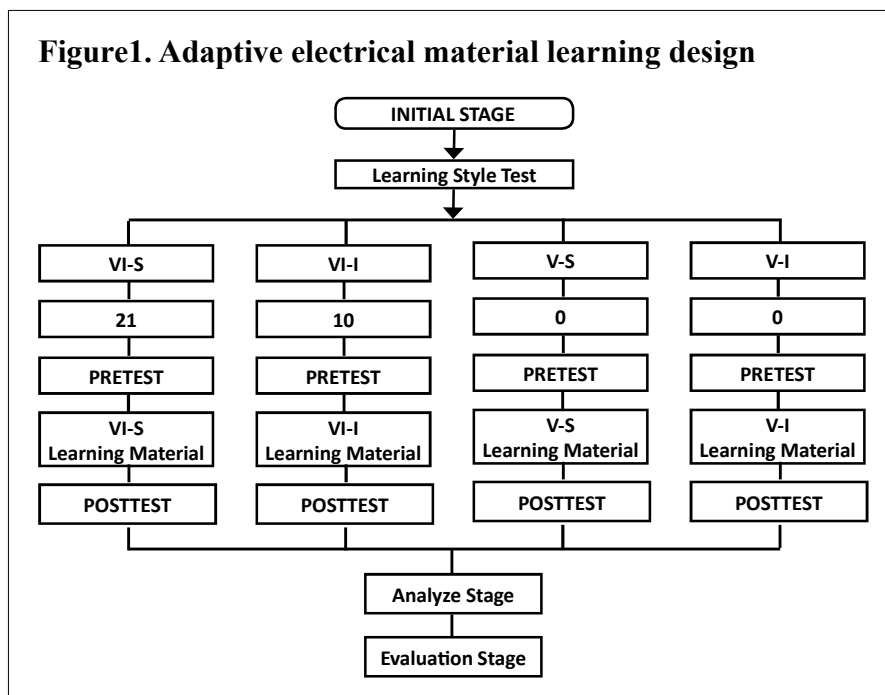 Figure1. Adaptive electrical material learning design
INITIAL STAGE
Learning Style Test
VI-S
VI-I
V-S
V-I
21
10
0
0
PRETEST
PRETEST
PRETEST
PRETEST
VI-S
Learning Material
VI-I
Learning Material
V-S
Learning Material
V-I
Learning Material
POSTTEST
POSTTEST
POSTTEST
POSTTEST
Analyze Stage
Evaluation Stage